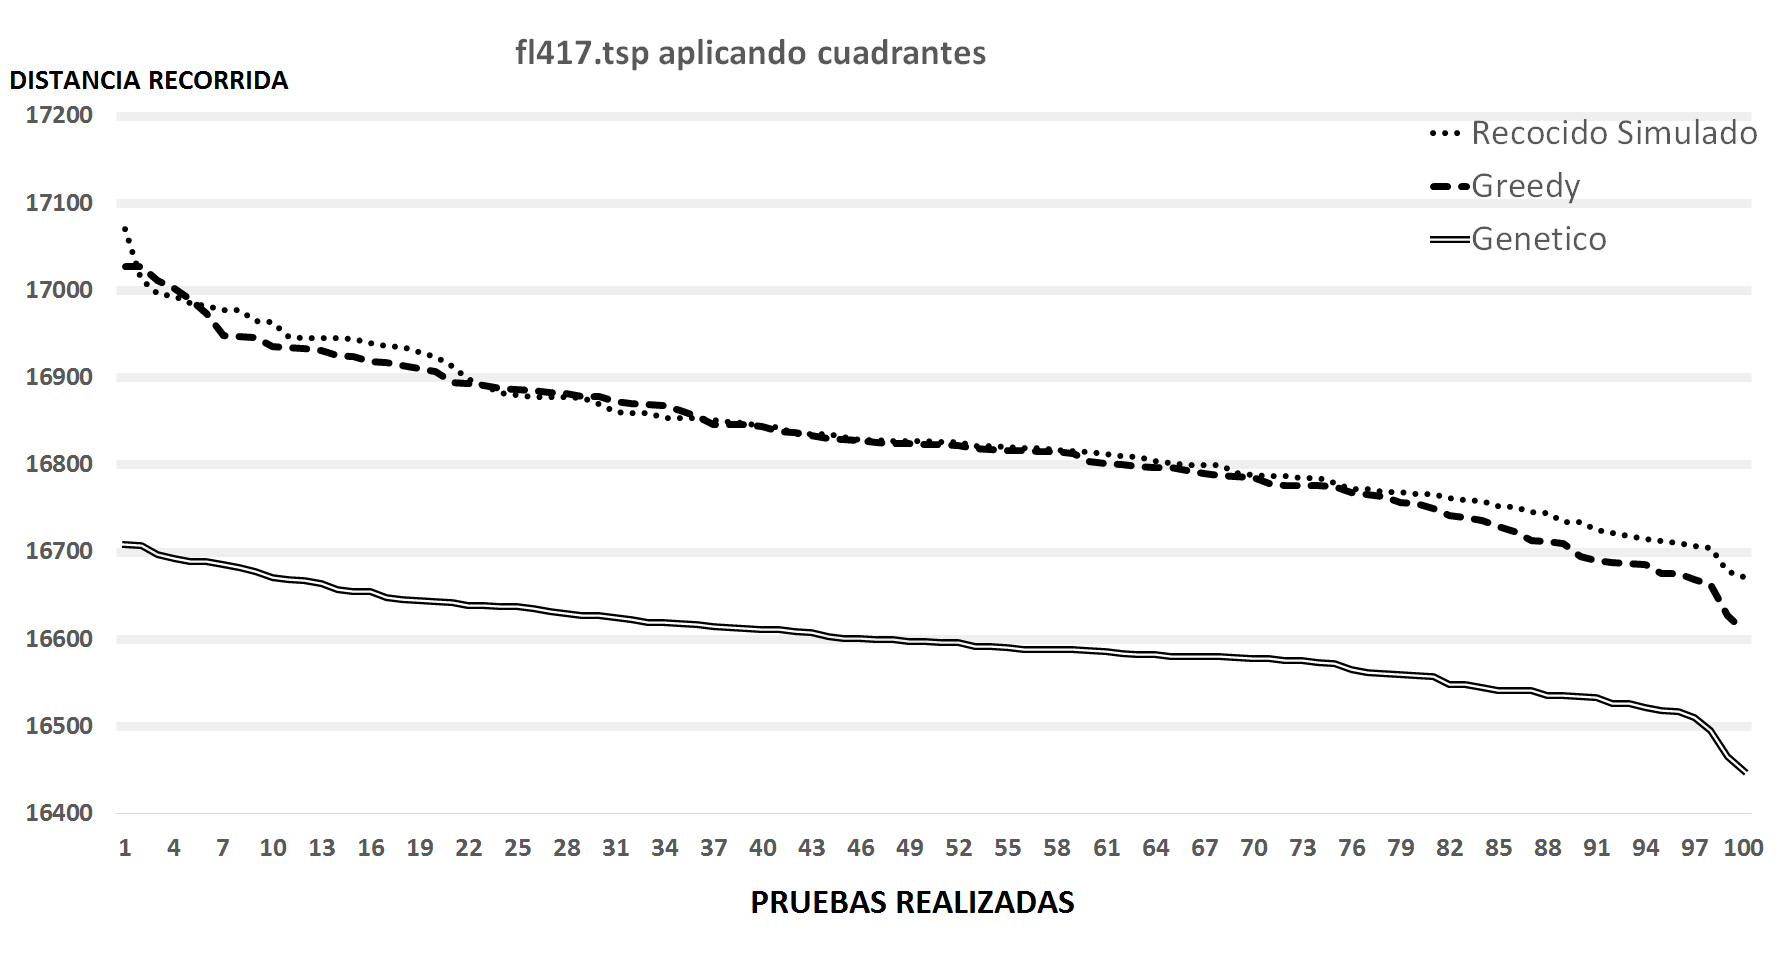 fl417.tsp aplicando cuadrantes
DISTANCIA RECORRIDA
17200
17100
17000
16900
16800
16700
16600
16500
16400
Recocido Simulado
Greedy
Genetico
1 4 7 10 13 16 19 22 25 28 31 34 37 40 43 46 49 52 55 58 61 64 67 70 73 76 79 82 85 88 91 94 97 100
PRUEBAS REALIZADAS